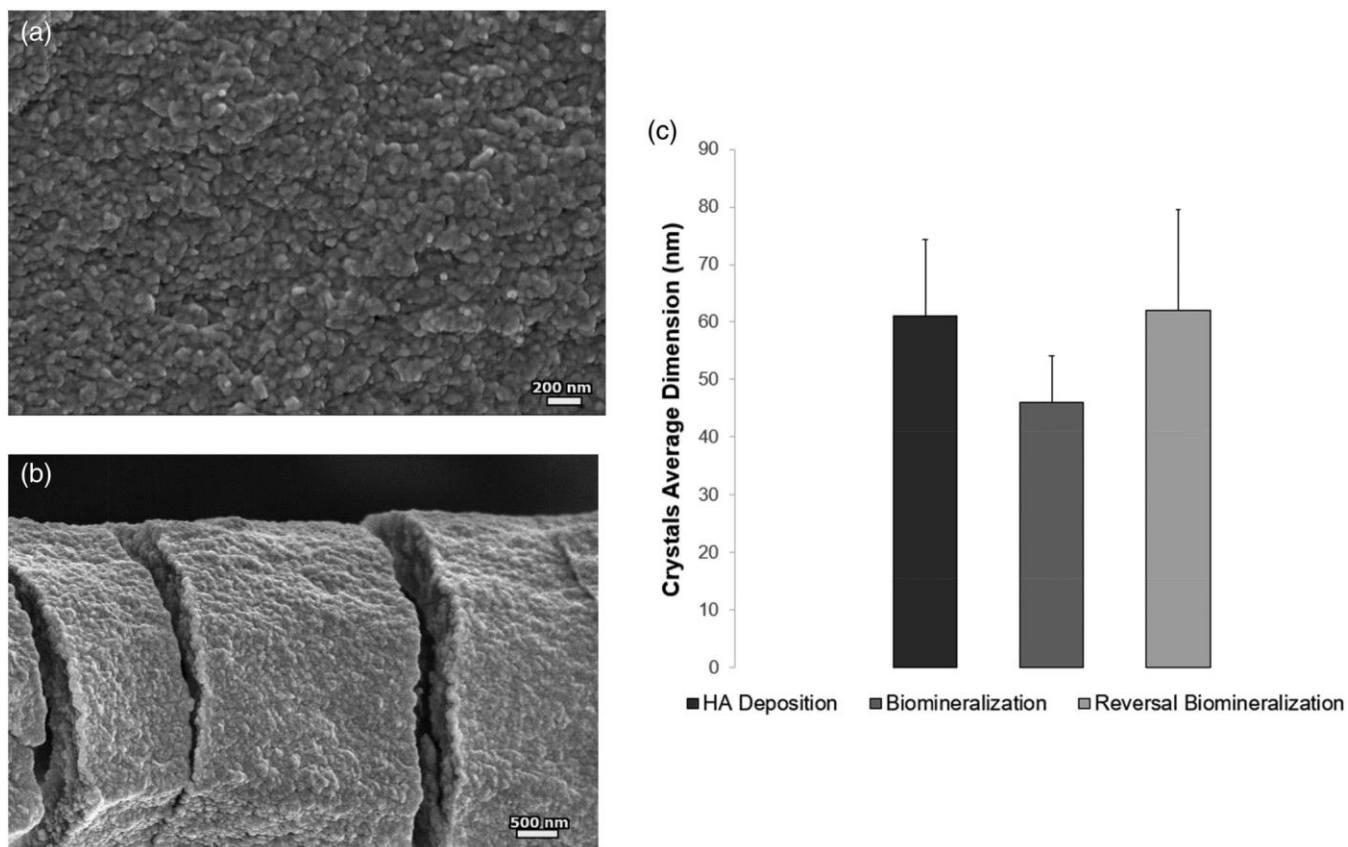 (a)
200 nm
(b)
500 nm
(c)
Crystals Average Dimension (nm)
90
80
70
60
50
40
30
20
10
0
HA Deposition Biomineralization Reversal Biomineralization